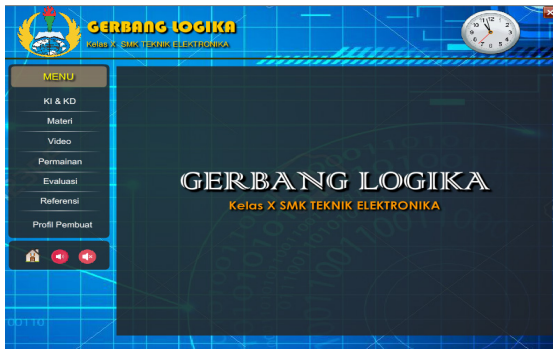 GERBANG LOGIKA
Kelas X SMK TEKNIK ELEKTRONIKA
MENU
KI & KD
Materi
Video
Permainan
Evaluasi
Referensi
Profil Pembuat
GERBANG LOGIKA
Kelas X SMK TEKNIK ELEKTRONIKA
00110